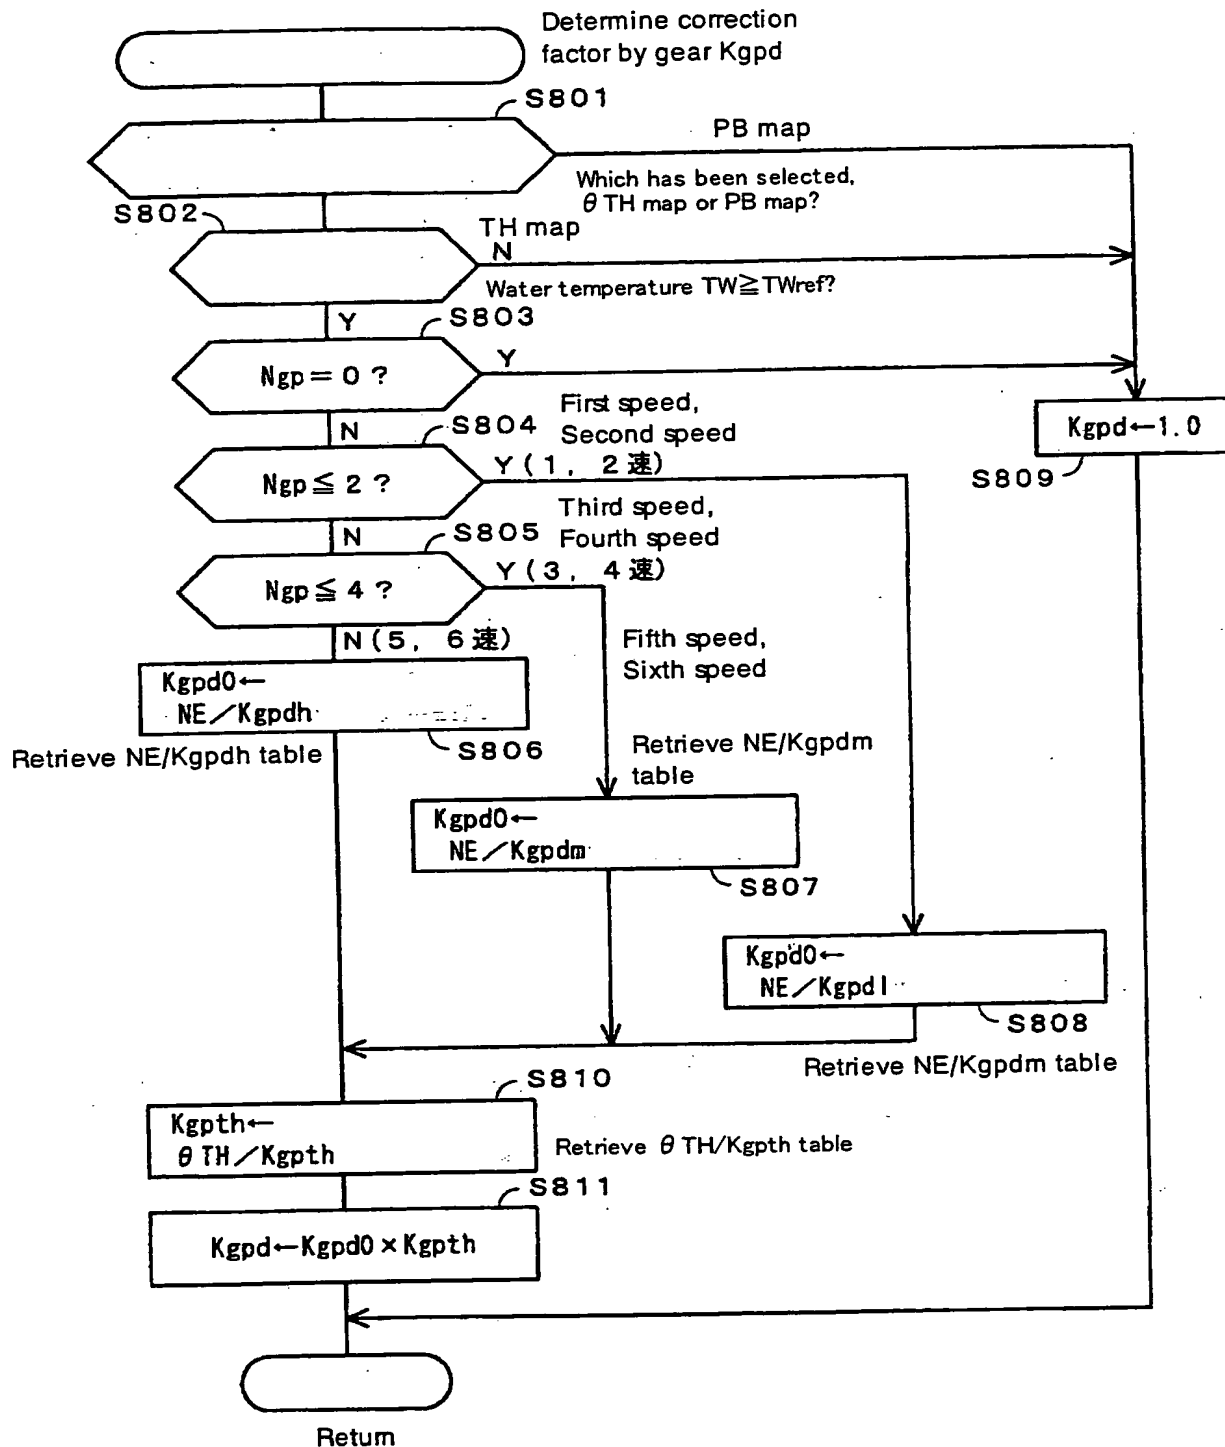 Determine correction
factor by gear Kgpd
S801
PB map
Which has been selected,
θ TH map or PB map?
S802
TH map
N
Water temperature TW≧TWref?
Y
S803
Ngp=0 ?
Y
N
S804
First speed,
Second speed
Y(1, 2速)
Kgpd←1.0
S809
Ngp≦2 ?
N
S805
Third speed,
Fourth speed
Y(3, 4速)
Ngp≦4 ?
N(5, 6速)
Fifth speed,
Sixth speed
Kgpd0←
NE/Kgpdh
S806
Retrieve NE/Kgpdh table
Retrieve NE/Kgpdm
table
Kgpd0←
NE/Kgpdm
S807
Kgpd0←
NE/Kgpdl
S808
Retrieve NE/Kgpdm table
S810
Kgpth←
θ TH/Kgpth
Retrieve θ TH/Kgpth table
S811
Kgpd←Kgpd0×Kgpth
Return